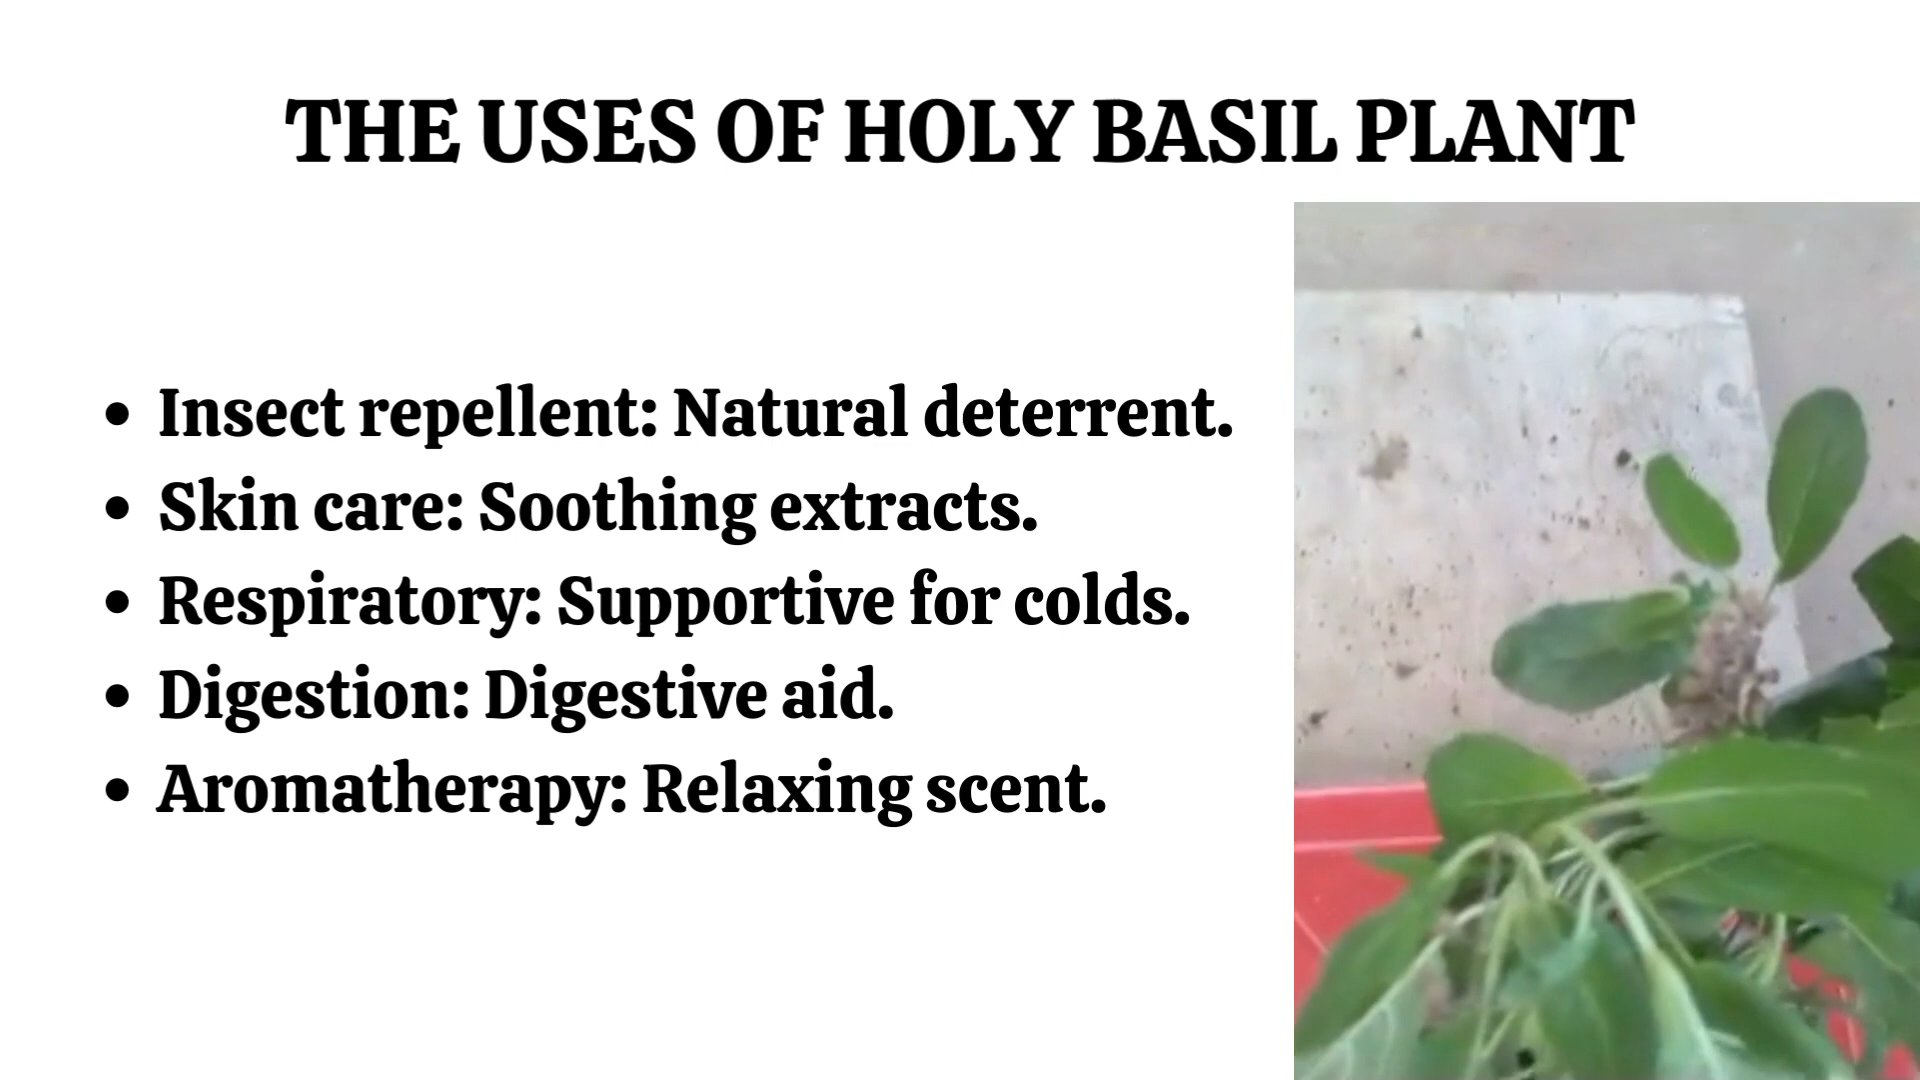 THE USES OF HOLY BASIL PLANT
• Insect repellent: Natural deterrent.
• Skin care: Soothing extracts.
• Respiratory: Supportive for colds.
• Digestion: Digestive aid.
• Aromatherapy: Relaxing scent.